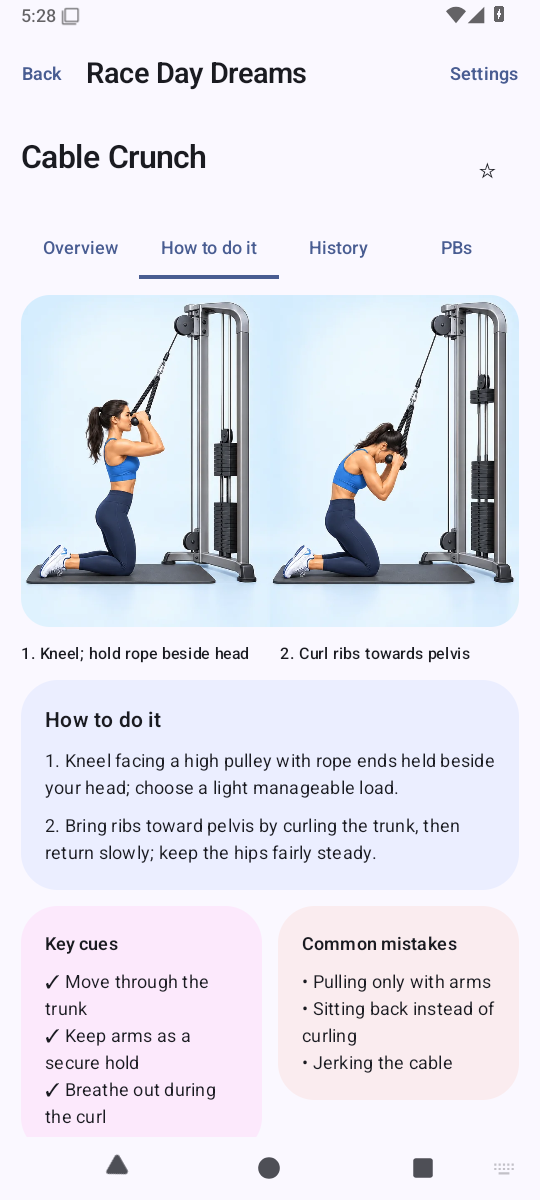 5:28
Back Race Day Dreams Settings
Cable Crunch
Overview How to do it History PBs
1. Kneel; hold rope beside head 2. Curl ribs towards pelvis
How to do it
1. Kneel facing a high pulley with rope ends held beside
your head; choose a light manageable load.
2. Bring ribs toward pelvis by curling the trunk, then
return slowly; keep the hips fairly steady.
Key cues
✓ Move through the
trunk
✓ Keep arms as a
secure hold
✓ Breathe out during
the curl
Common mistakes
• Pulling only with arms
• Sitting back instead of
curling
• Jerking the cable